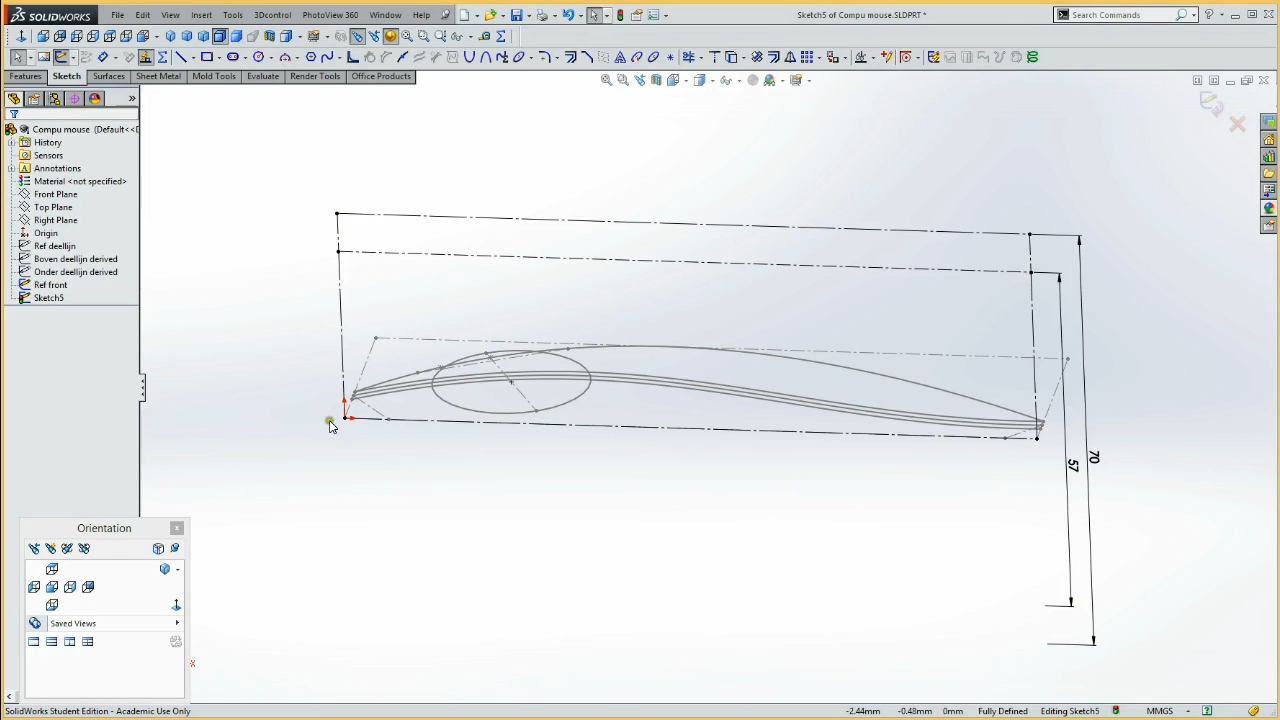 SOLIDWORKS File Edit View Insert Tools 3Dcontrol PhotoView 360 Window Help Sketch5 of Compu mouse.SLDPRT * Search Commands
Features Sketch Surfaces Sheet Metal Mold Tools Evaluate Render Tools Office Products
Compu mouse (Default<<D
History
Sensors
Annotations
Material <not specified>
Front Plane
Top Plane
Right Plane
Origin
Ref deellijn
Boven deellijn derived
Onder deellijn derived
Ref front
Sketch5
57
70
Orientation
Saved Views
SolidWorks Student Edition - Academic Use Only -2.44mm -0.48mm 0mm Fully Defined Editing Sketch5 MMGS